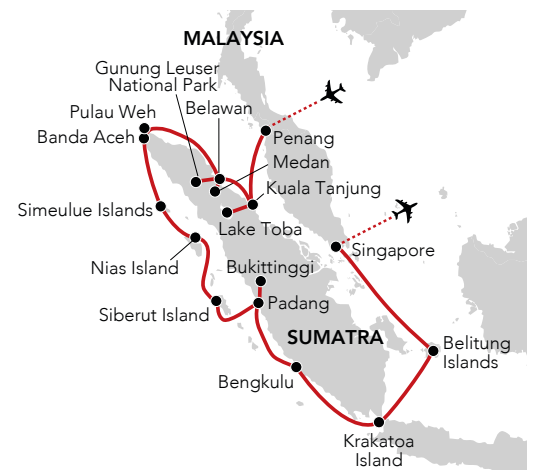 MALAYSIA
Gunung Leuser
National Park
Belawan
Pulau Weh
Banda Aceh
Penang
Medan
Kuala Tanjung
Simeulue Islands
Lake Toba
Singapore
Nias Island
Bukittinggi
Siberut Island
Padang
SUMATRA
Belitung
Islands
Bengkulu
Krakatoa
Island